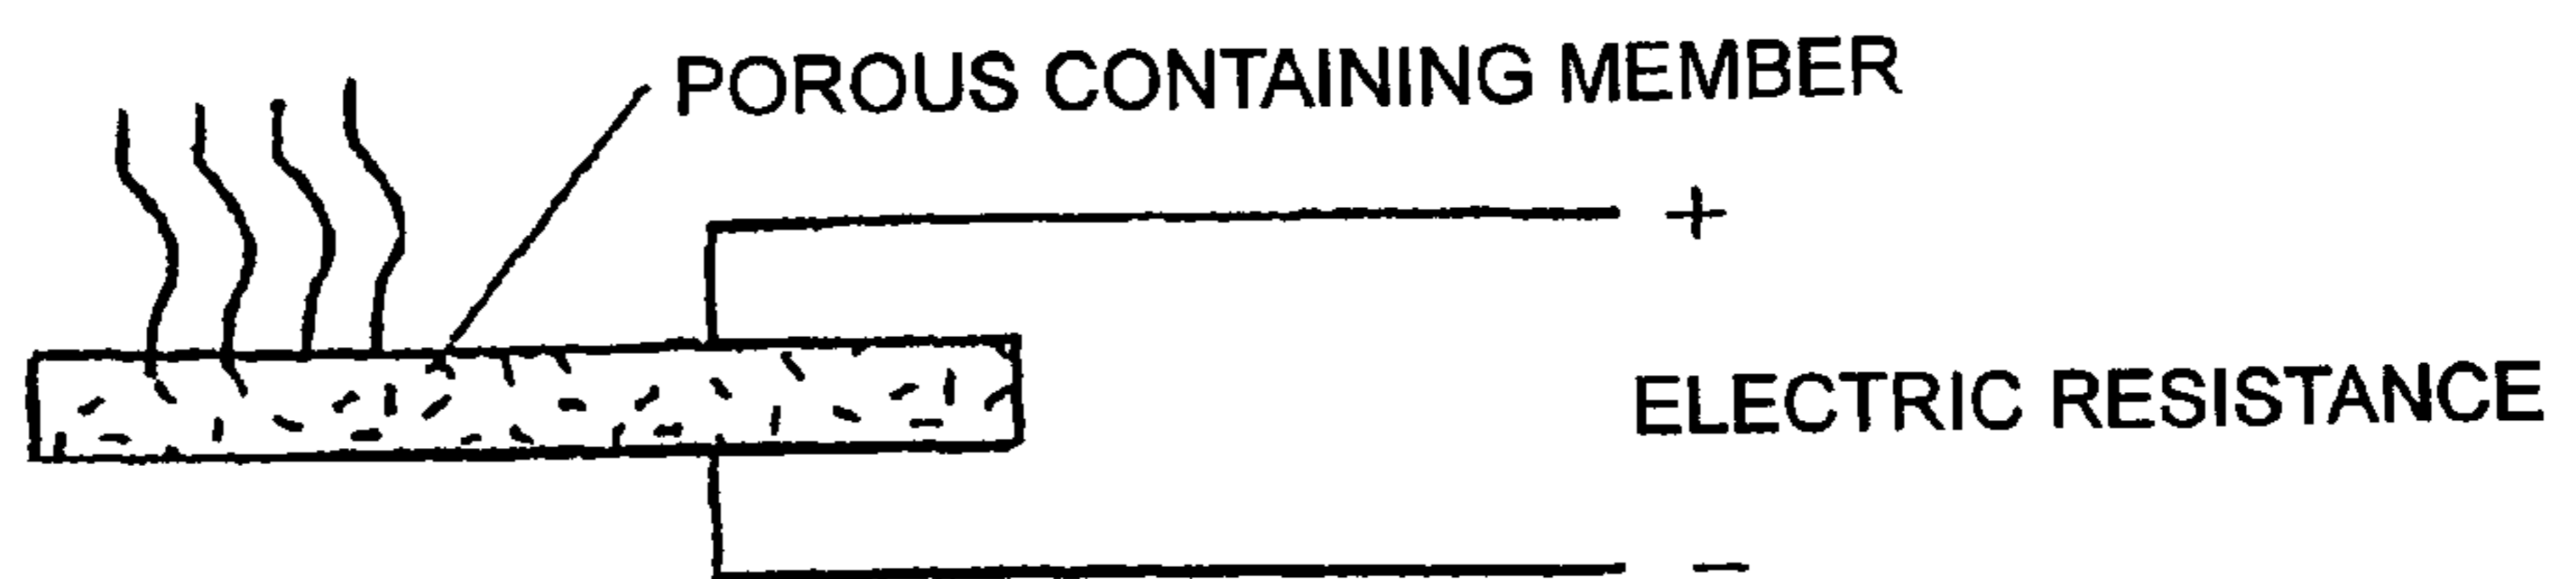 POROUS CONTAINING MEMBER
+
ELECTRIC RESISTANCE
−